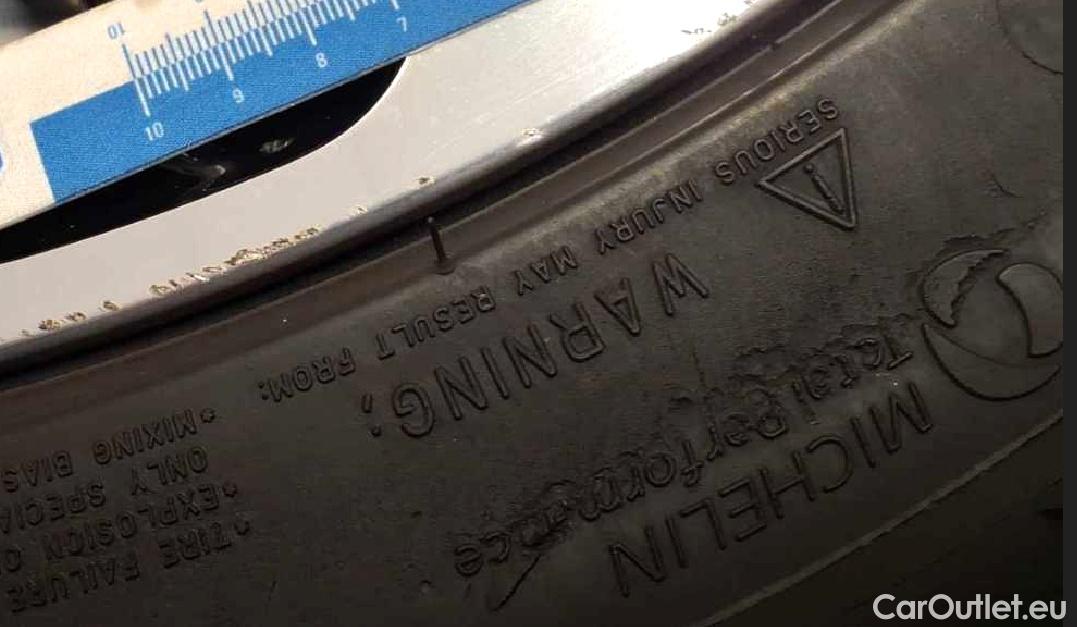 10
10 9 8 7
SERIOUS INJURY MAY RESULT FROM:
WARNING;
Total Performance
MICHELIN
*MIXING BIAS
ONLY SPECIA
*EXPLOSION O
*TIRE FAILURE
CarOutlet.eu